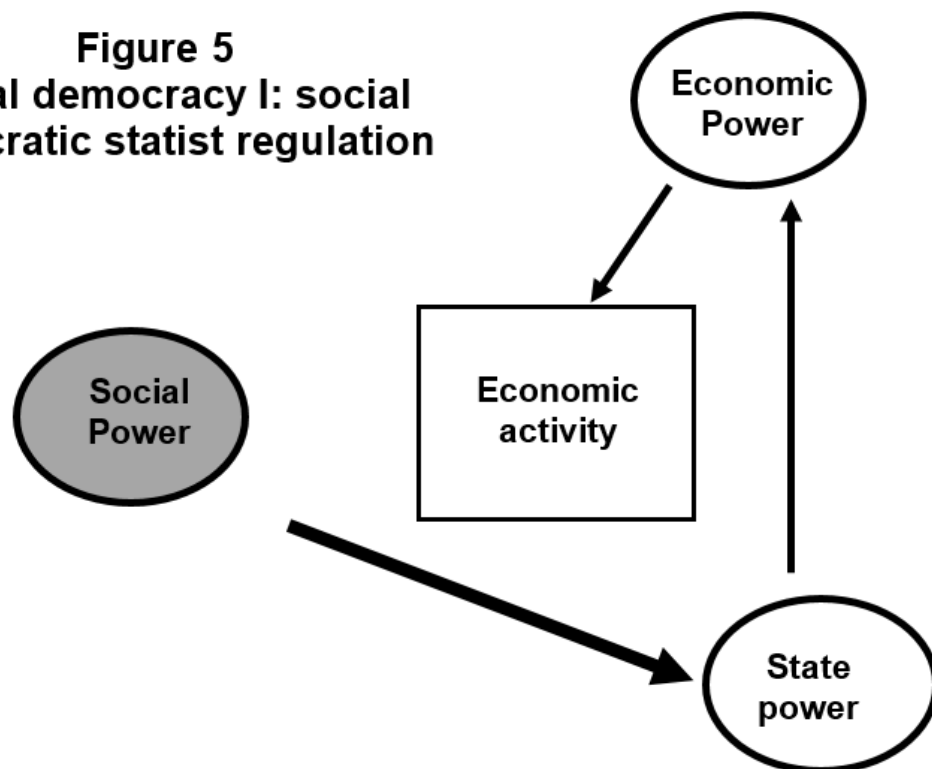 Figure 5
al democracy I: social
cratic statist regulation
Economic
Power
Economic
activity
Social
Power
State
power